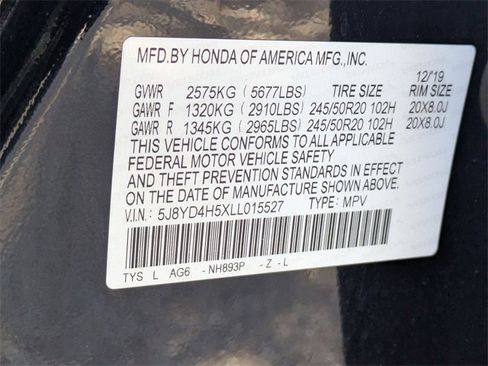 MFD.BY HONDA OF AMERICA MFG.,INC.
12/'19
GVWR 2575KG (5677LBS) TIRE SIZE RIM SIZE
GAWR F 1320KG (2910LBS) 245/50R20 102H 20X8.0J
GAWR R 1345KG (2965LBS) 245/50R20 102H 20X8.0J
THIS VEHICLE CONFORMS TO ALL APPLICABLE
FEDERAL MOTOR VEHICLE SAFETY
AND THEFT PREVENTION STANDARDS IN EFFECT
ON THE DATE OF MANUFACTURE SHOWN ABOVE.
V.I.N.: 5J8YD4H5XLL015527 TYPE: MPV
TYS L AG6 -NH893P -Z-L